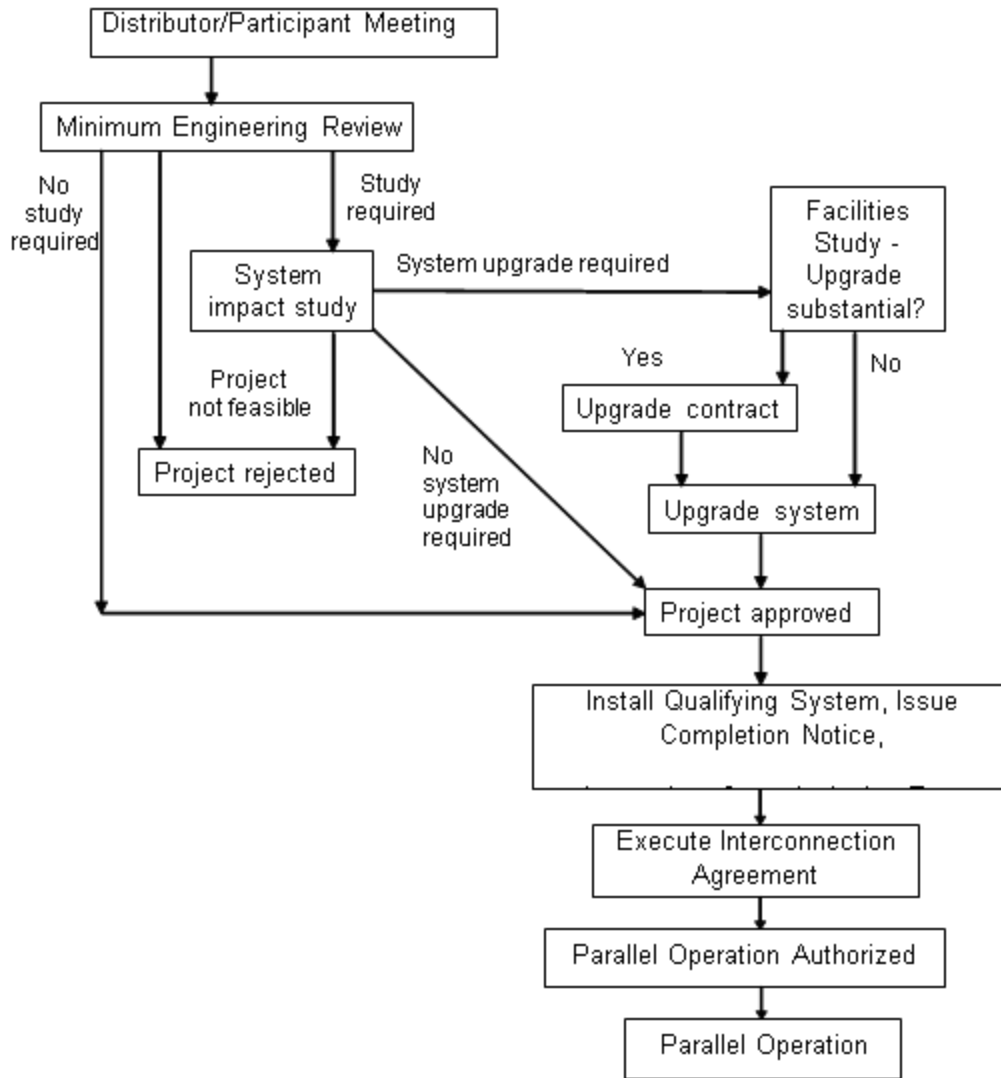 Distributor/Participant Meeting
Minimum Engineering Review
No
study
required
Study
required
System
impact study
System upgrade required
Facilities
Study -
Upgrade
substantial?
Project
not feasible
Yes
No
Upgrade contract
Project rejected
No
system
upgrade
required
Upgrade system
Project approved
Install Qualifying System, Issue
Completion Notice,
Execute Interconnection
Agreement
Parallel Operation Authorized
Parallel Operation